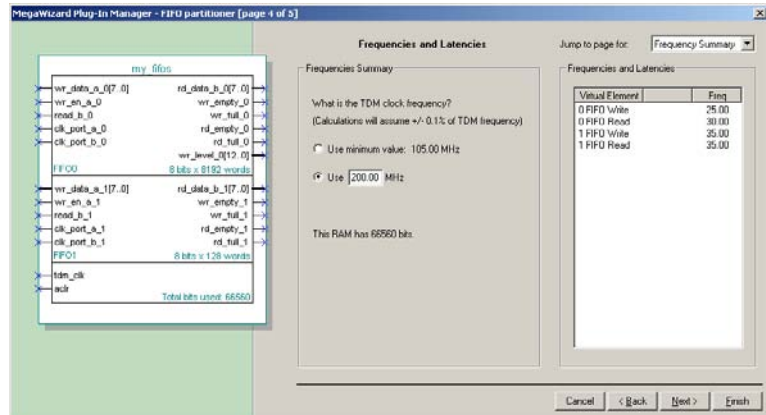 MegaWizard Plug-In Manager - FIFO partitioner [page 4 of 5]
my_fifos
wr_data_a_0[7..0] rd_data_b_0[7..0]
wr_en_a_0 wr_empty_0
read_b_0 wr_full_0
clk_port_a_0 rd_empty_0
clk_port_b_0 rd_full_0
wr_level_0[12..0]
FIFO0 8 bits x 8192 words
wr_data_a_1[7..0] rd_data_b_1[7..0]
wr_en_a_1 wr_empty_1
read_b_1 wr_full_1
clk_port_a_1 rd_empty_1
clk_port_b_1 rd_full_1
FIFO1 8 bits x 128 words
tdm_clk
aclr
Total bits used: 66560
Frequencies and Latencies
Jump to page for: Frequency Summary
Frequencies Summary
What is the TDM clock frequency?
(Calculations will assume +/- 0.1% of TDM frequency)
Use minimum value: 105.00 MHz
Use 200.00 MHz
This RAM has 66560 bits.
Frequencies and Latencies
Virtual Element Freq
0 FIFO Write 25.00
0 FIFO Read 30.00
1 FIFO Write 35.00
1 FIFO Read 35.00
Cancel < Back Next > Finish